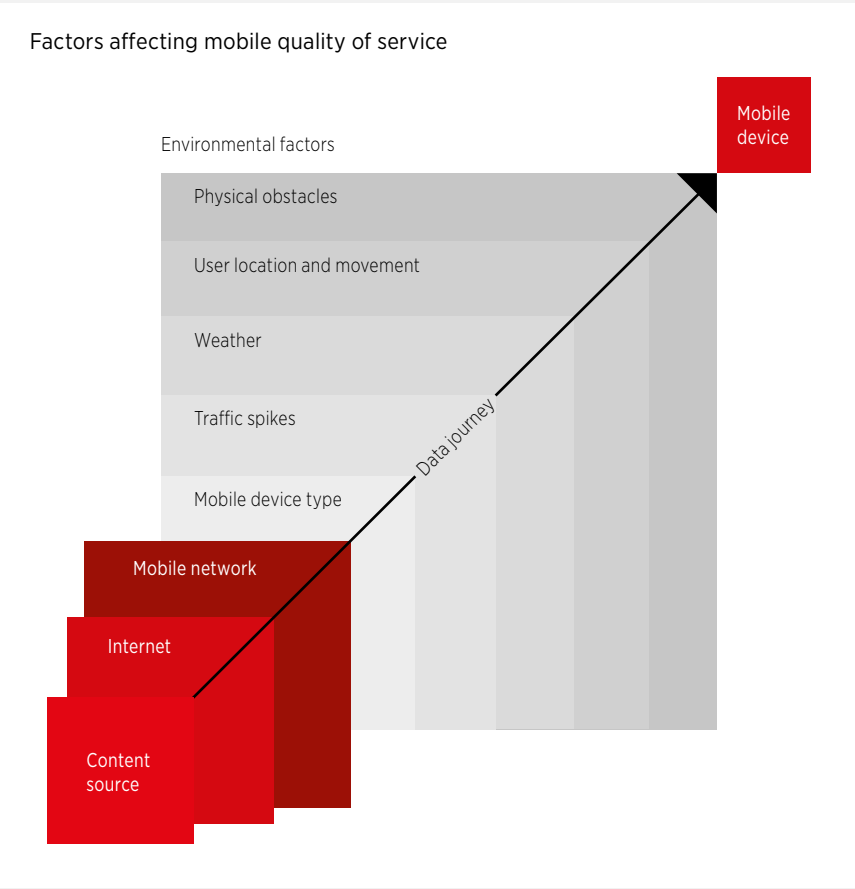 Factors affecting mobile quality of service
Mobile
device
Environmental factors
Physical obstacles
User location and movement
Weather
Traffic spikes
Data journey
Mobile device type
Mobile network
Internet
Content
source